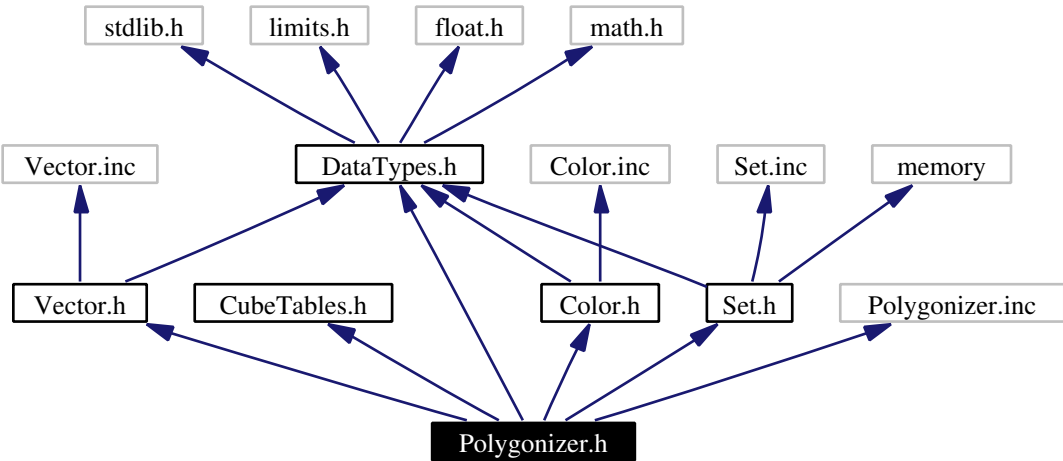 stdlib.h
limits.h
float.h
math.h
Vector.inc
DataTypes.h
Color.inc
Set.inc
memory
Vector.h
CubeTables.h
Color.h
Set.h
Polygonizer.inc
Polygonizer.h